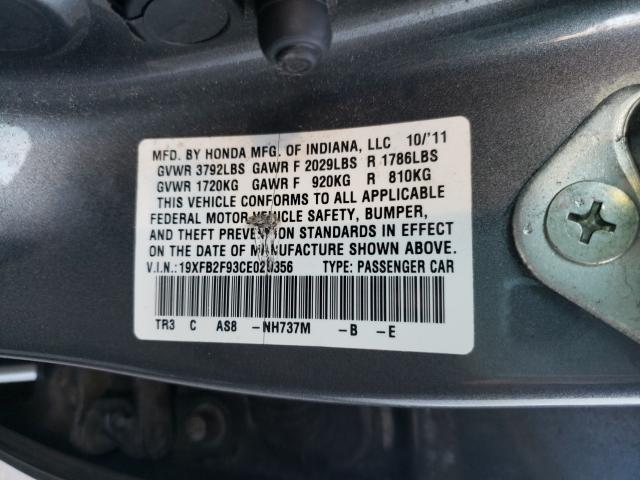 MFD. BY HONDA MFG. OF INDIANA, LLC 10/'11
GVWR 3792LBS GAWR F 2029LBS R 1786LBS
GVWR 1720KG GAWR F 920KG R 810KG
THIS VEHICLE CONFORMS TO ALL APPLICABLE
FEDERAL MOTOR VEHICLE SAFETY, BUMPER,
AND THEFT PREVENTION STANDARDS IN EFFECT
ON THE DATE OF MANUFACTURE SHOWN ABOVE.
V.I.N.: TYPE: PASSENGER CAR
TR3 C AS8 -NH737M -B -E